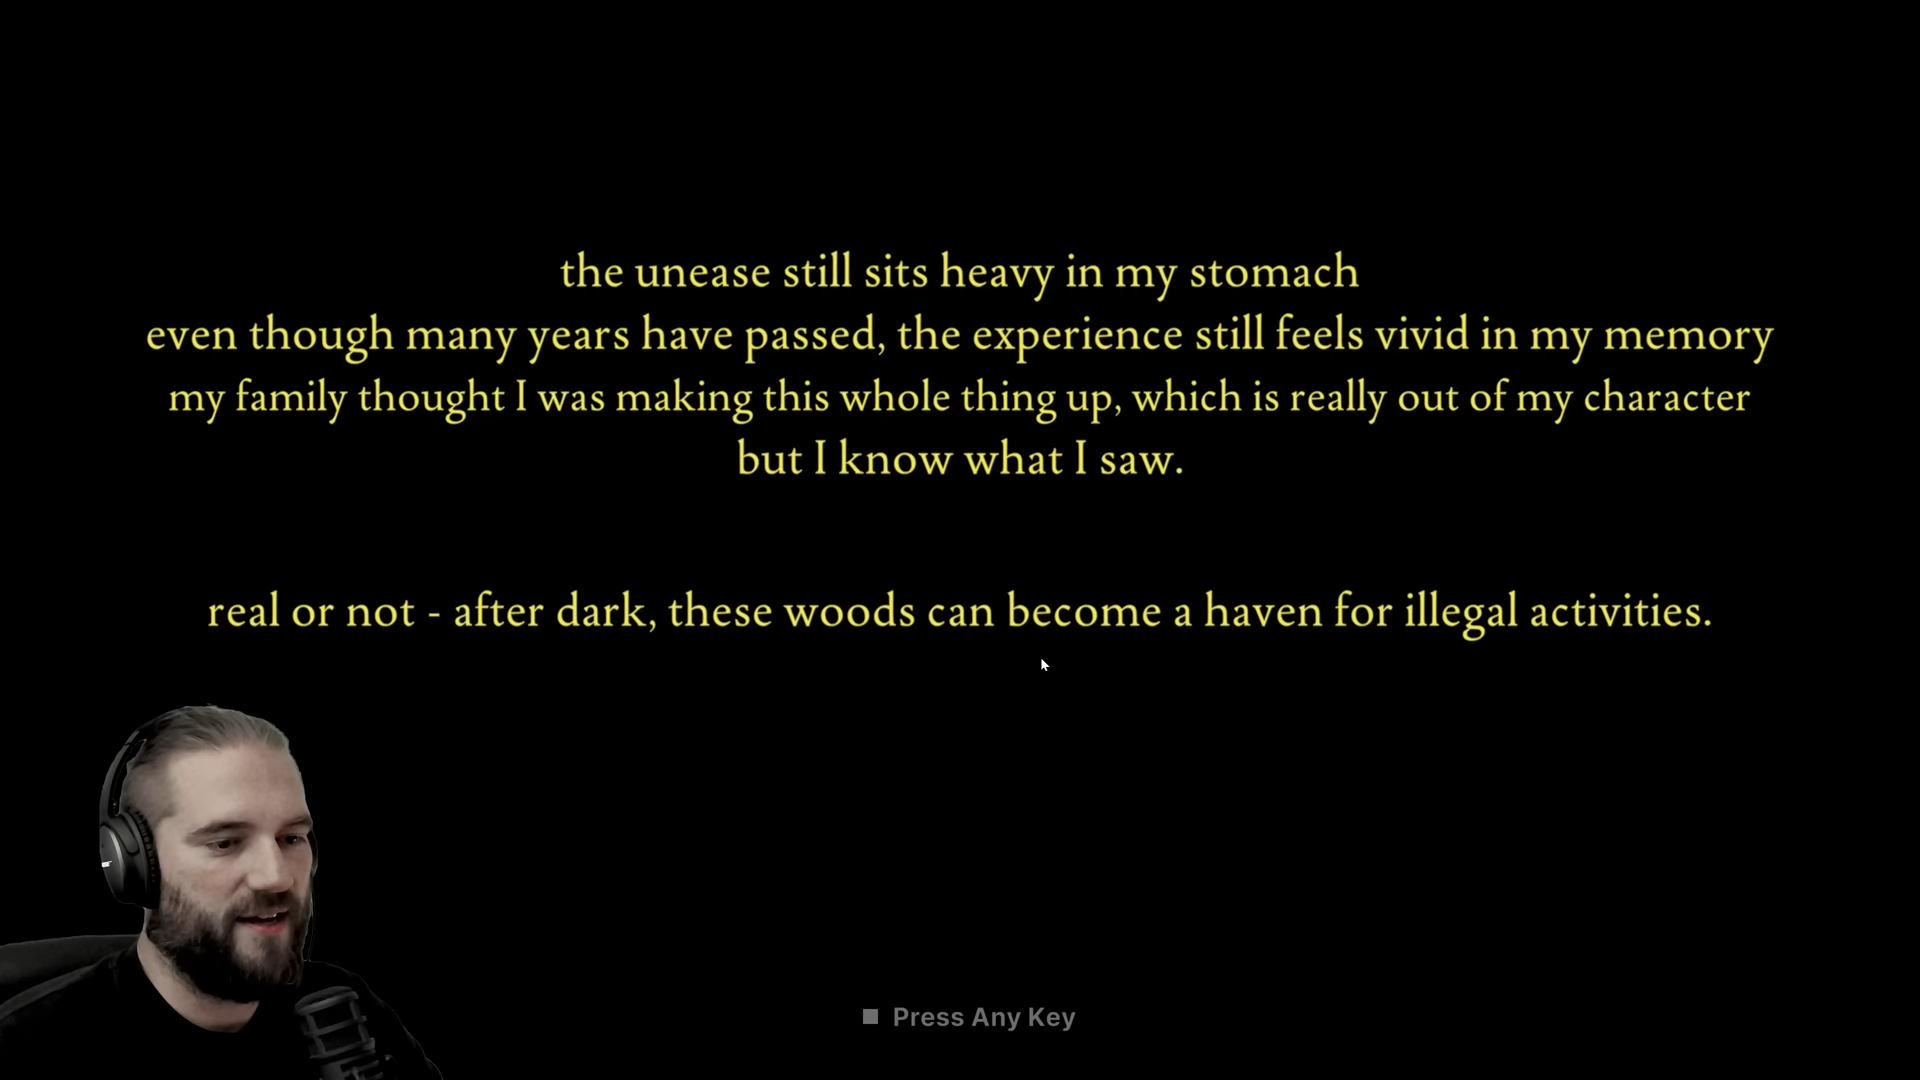 the unease still sits heavy in my stomach
even though many years have passed, the experience still feels vivid in my memory
my family thought I was making this whole thing up, which is really out of my character
but I know what I saw.
real or not - after dark, these woods can become a haven for illegal activities.
Press Any Key